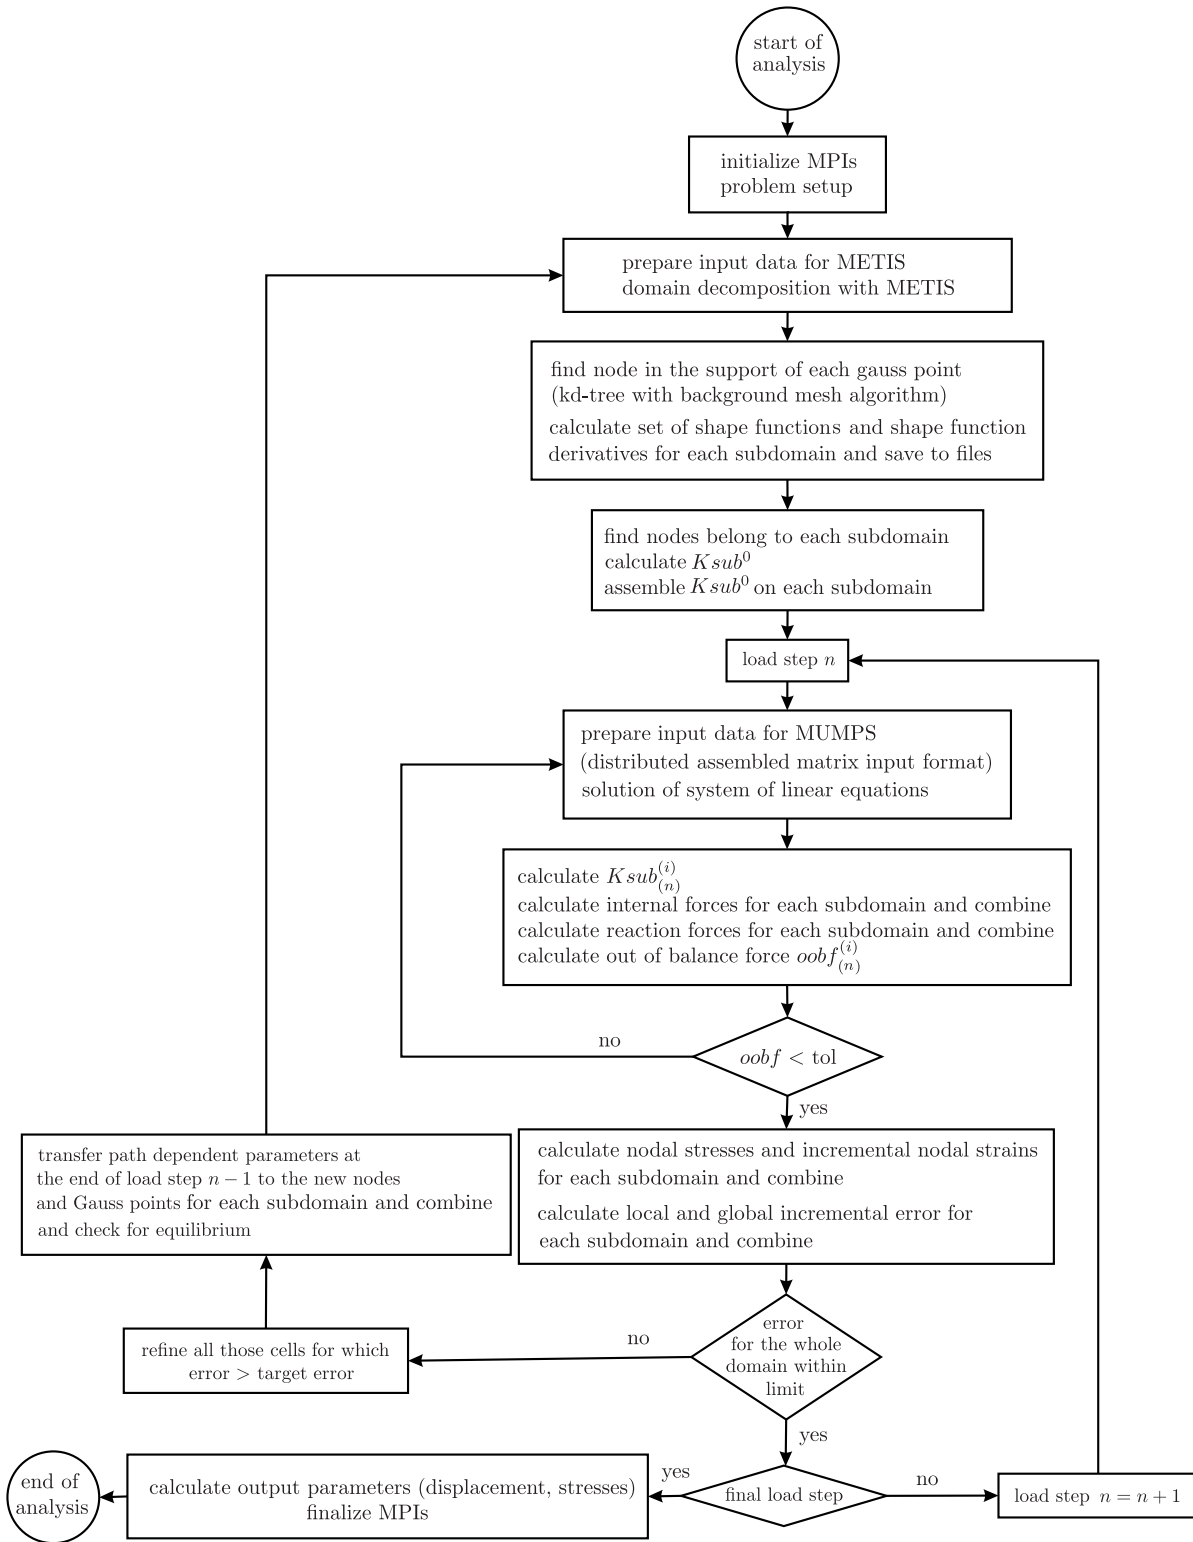 start of
analysis
initialize MPIs
problem setup
prepare input data for METIS
domain decomposition with METIS
find node in the support of each gauss point
(kd-tree with background mesh algorithm)
calculate set of shape functions and shape function
derivatives for each subdomain and save to files
find nodes belong to each subdomain
calculate $Ksub^0$
assemble $Ksub^0$ on each subdomain
load step $n$
prepare input data for MUMPS
(distributed assembled matrix input format)
solution of system of linear equations
calculate $Ksub_{(n)}^{(i)}$
calculate internal forces for each subdomain and combine
calculate reaction forces for each subdomain and combine
calculate out of balance force $oobf_{(n)}^{(i)}$
no
$oobf$ < tol
yes
transfer path dependent parameters at
the end of load step $n-1$ to the new nodes
and Gauss points for each subdomain and combine
and check for equilibrium
calculate nodal stresses and incremental nodal strains
for each subdomain and combine
calculate local and global incremental error for
each subdomain and combine
refine all those cells for which
error > target error
no
error
for the whole
domain within
limit
yes
end of
analysis
calculate output parameters (displacement, stresses)
finalize MPIs
yes
final load step
no
load step $n = n + 1$